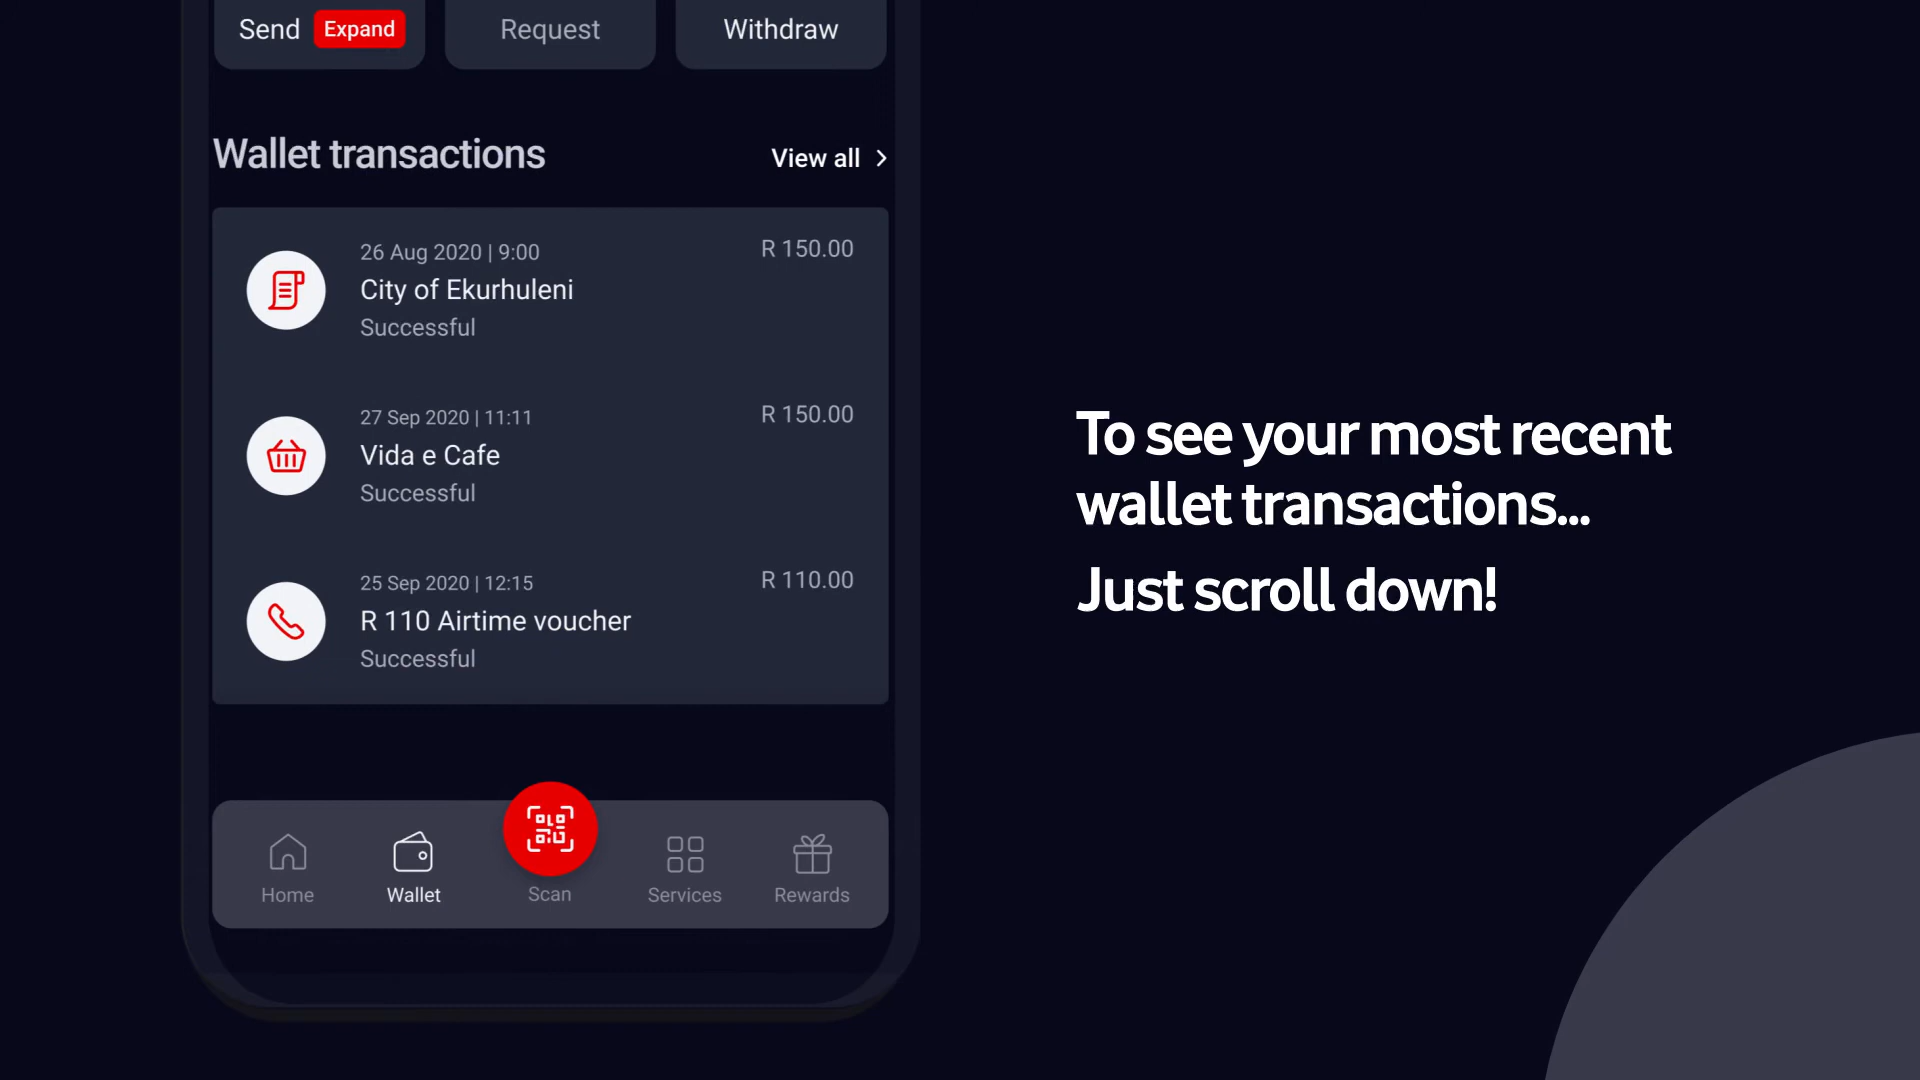 Send Expand Request Withdraw
Wallet transactions View all
26 Aug 2020 | 9:00 R 150.00
City of Ekurhuleni
Successful
27 Sep 2020 | 11:11 R 150.00
Vida e Cafe
Successful
25 Sep 2020 | 12:15 R 110.00
R 110 Airtime voucher
Successful
Home Wallet Scan Services Rewards
To see your most recent
wallet transactions...
Just scroll down!